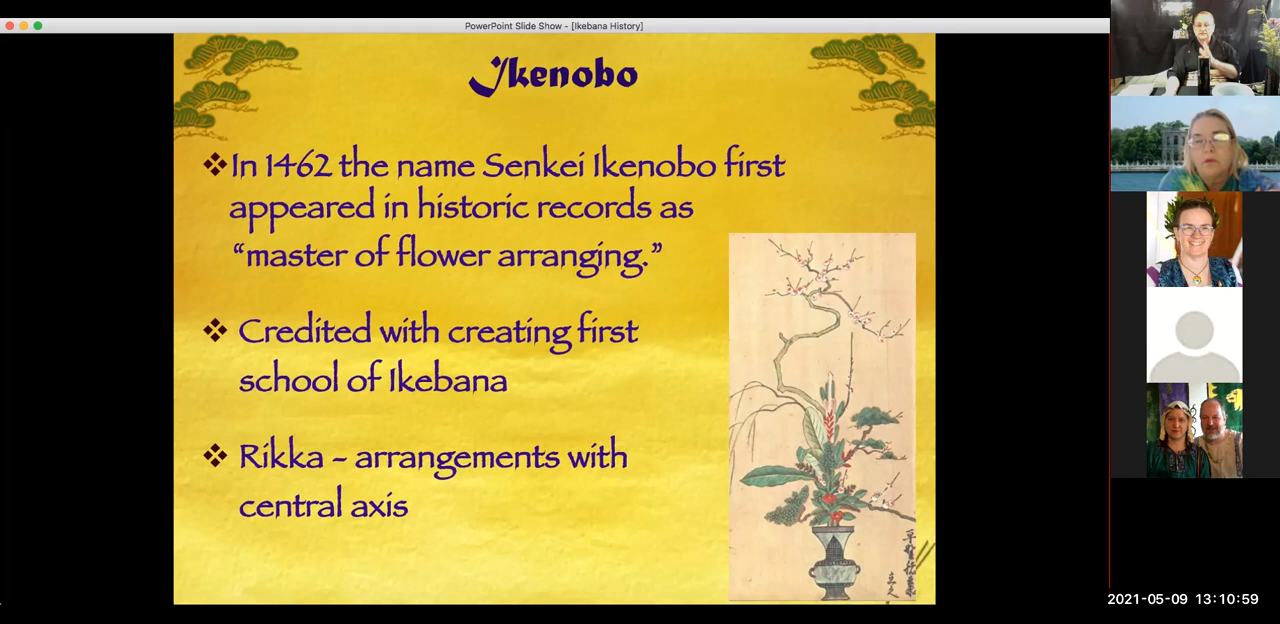 PowerPoint Slide Show - [Ikebana History]
Ikenobo
❖In 1462 the name Senkei Ikenobo first
appeared in historic records as
“master of flower arranging.”
❖ Credited with creating first
school of Ikebana
❖ Rikka ~ arrangements with
central axis
2021-05-09 13:10:59